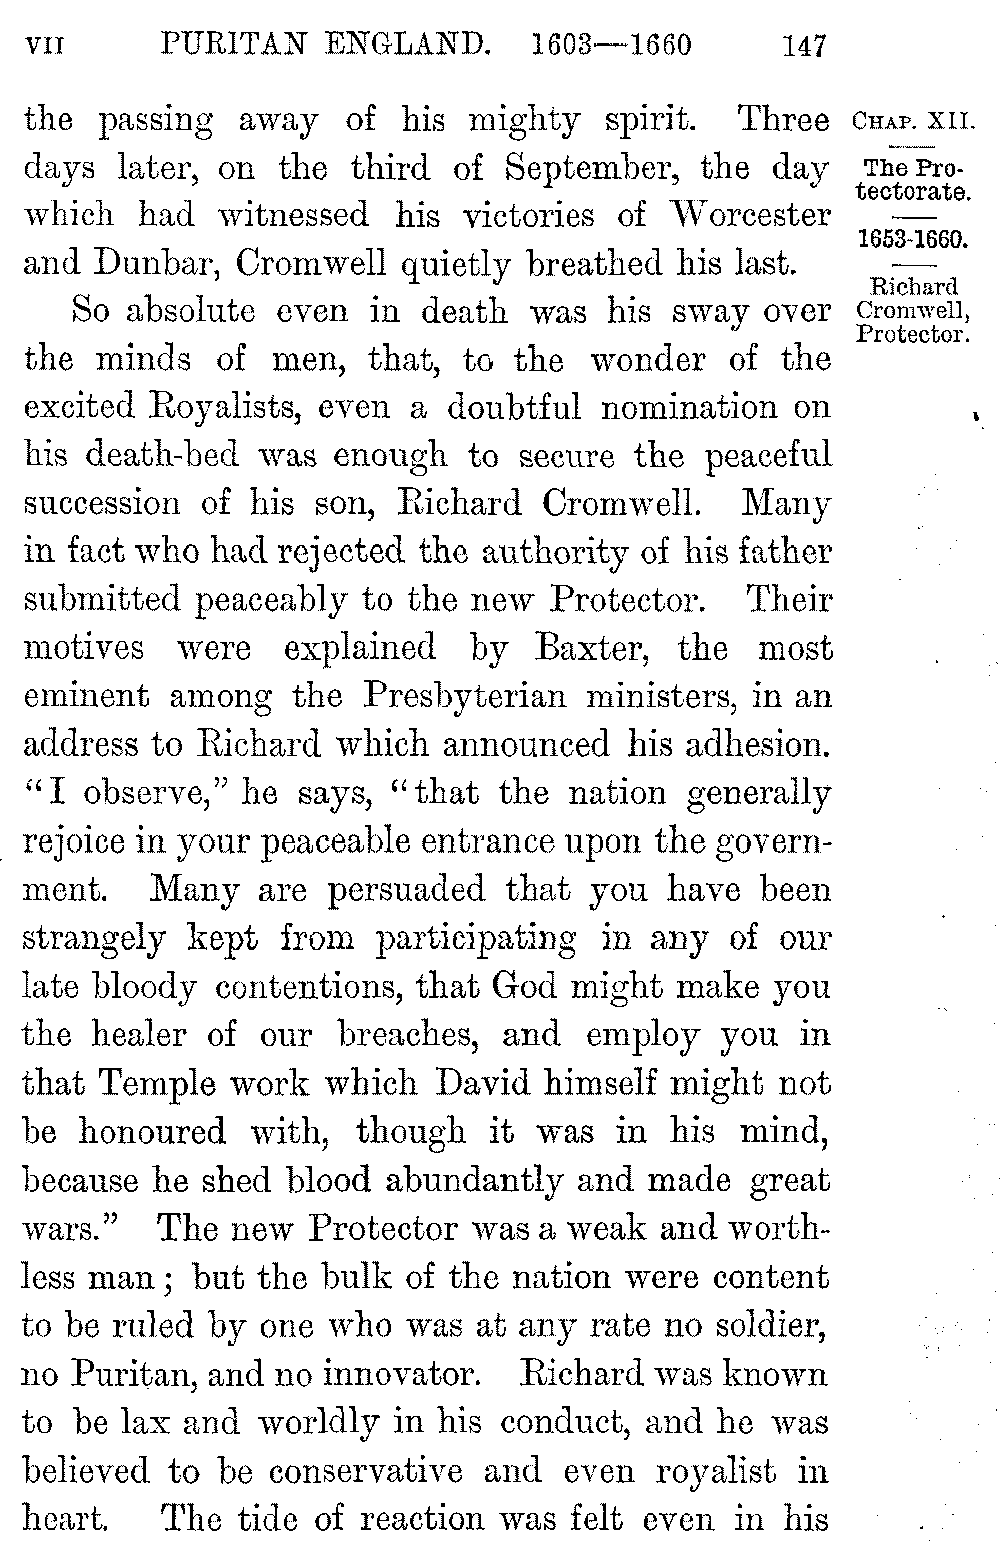 VII PURITAN ENGLAND. 1603—1660 147
the passing away of his mighty spirit. Three
days later, on the third of September, the day
which had witnessed his victories of Worcester
and Dunbar, Cromwell quietly breathed his last.
So absolute even in death was his sway over
the minds of men, that, to the wonder of the
excited Royalists, even a doubtful nomination on
his death-bed was enough to secure the peaceful
succession of his son, Richard Cromwell. Many
in fact who had rejected the authority of his father
submitted peaceably to the new Protector. Their
motives were explained by Baxter, the most
eminent among the Presbyterian ministers, in an
address to Richard which announced his adhesion.
“I observe,” he says, “that the nation generally
rejoice in your peaceable entrance upon the govern-
ment. Many are persuaded that you have been
strangely kept from participating in any of our
late bloody contentions, that God might make you
the healer of our breaches, and employ you in
that Temple work which David himself might not
be honoured with, though it was in his mind,
because he shed blood abundantly and made great
wars.” The new Protector was a weak and worth-
less man; but the bulk of the nation were content
to be ruled by one who was at any rate no soldier,
no Puritan, and no innovator. Richard was known
to be lax and worldly in his conduct, and he was
believed to be conservative and even royalist in
heart. The tide of reaction was felt even in his
CHAP. XII.
The Pro-
tectorate.
1653-1660.
Richard
Cromwell,
Protector.